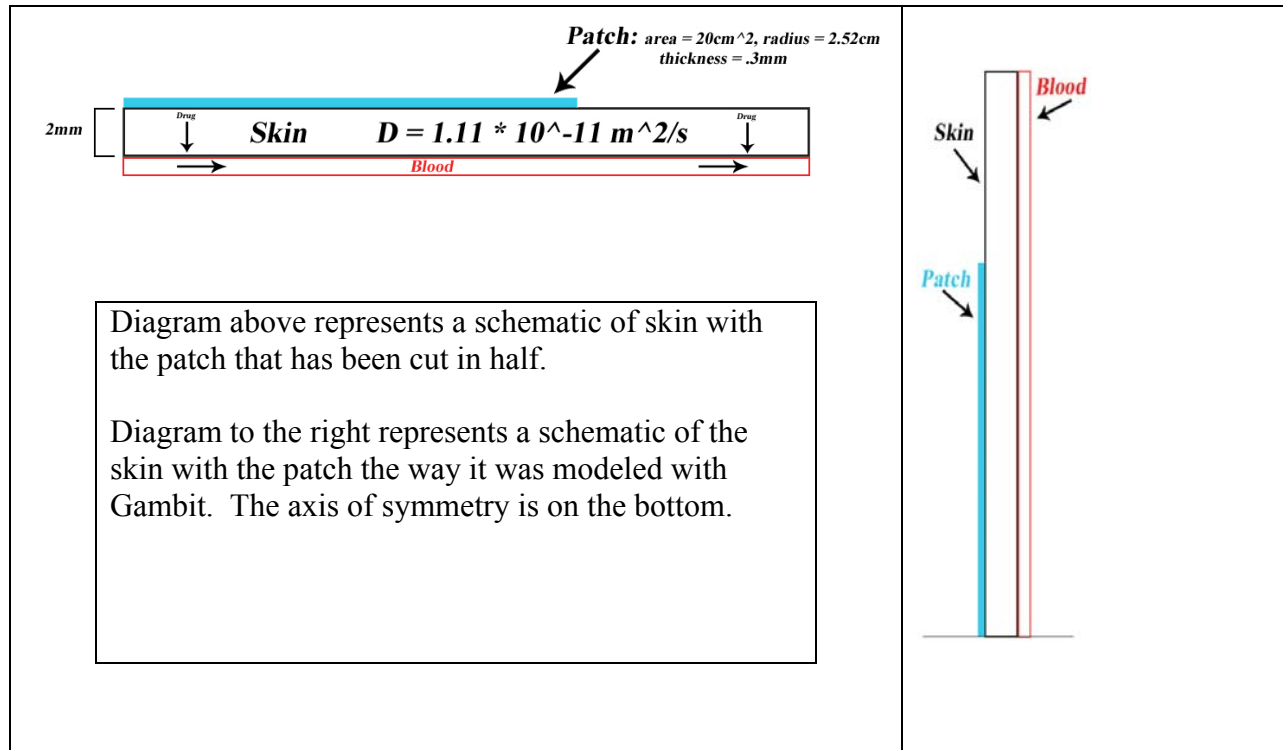 Patch: area = 20cm^2, radius = 2.52cm
thickness = .3mm
2mm
Drug
Skin D = 1.11 * 10^-11 m^2/s
Drug
Blood
Diagram above represents a schematic of skin with
the patch that has been cut in half.
Diagram to the right represents a schematic of the
skin with the patch the way it was modeled with
Gambit. The axis of symmetry is on the bottom.
Blood
Skin
Patch